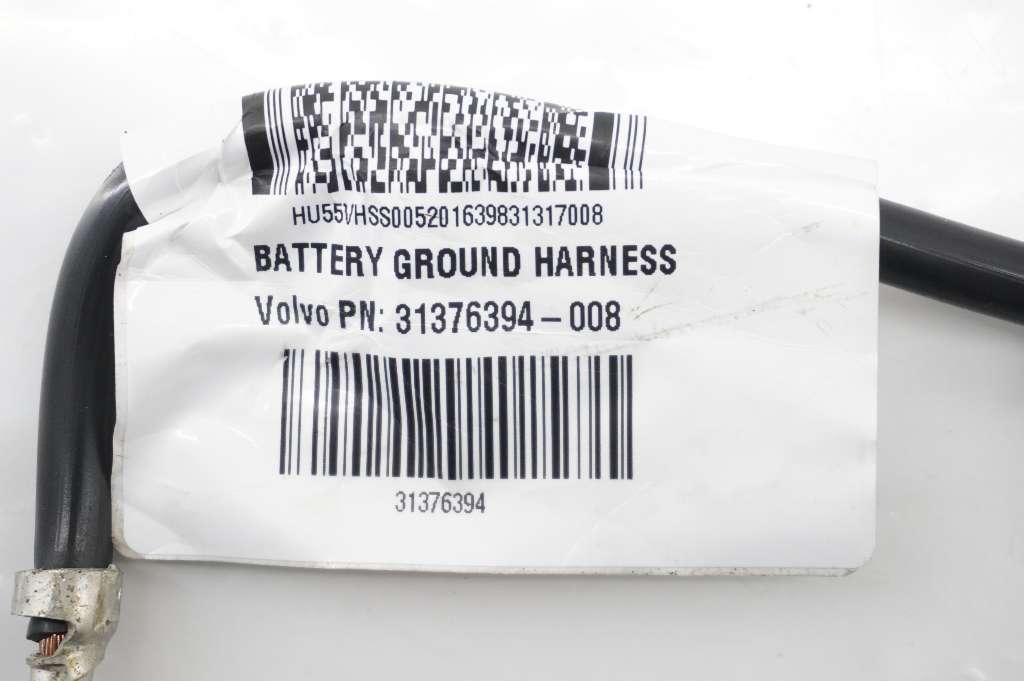 HU55VHSS005201639831317008
BATTERY GROUND HARNESS
Volvo PN: 31376394-008
31376394